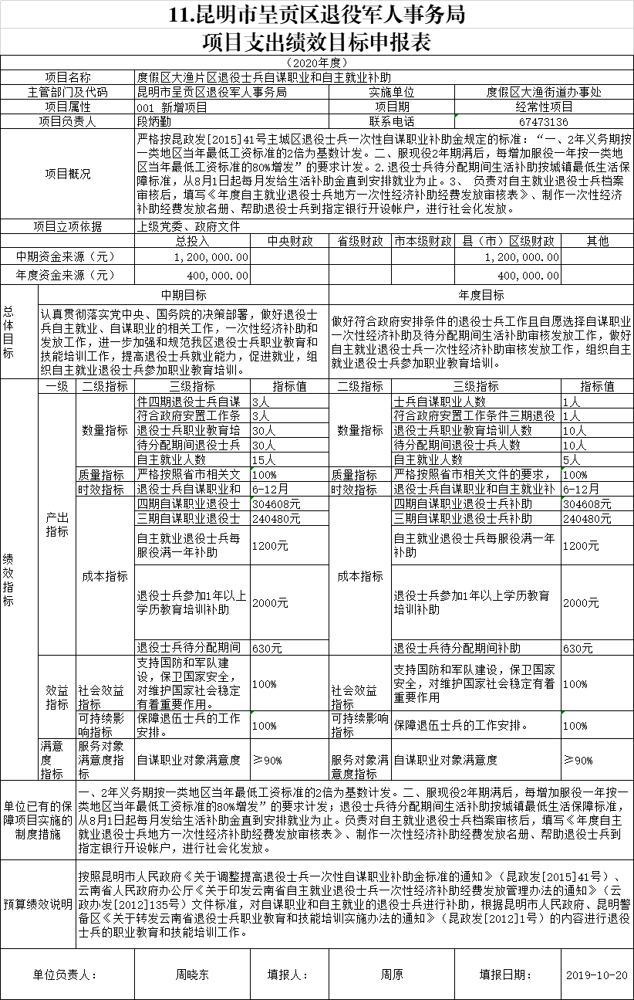 11.昆明市呈贡区退役军人事务局
项目支出绩效目标申报表
（2020年度）
项目名称 度假区大渔片区退役士兵自谋职业和自主就业补助
主管部门及代码 昆明市呈贡区退役军人事务局 实施单位 度假区大渔街道办事处
项目属性 001 新增项目 项目期 经常性项目
项目负责人 段炳勤 联系电话 67473136
项目概况
严格按昆政发[2015]41号主城区退役士兵一次性自谋职业补助金规定的标准：“一、2年义务期按
一类地区当年最低工资标准的2倍为基数计发。二、服现役2年期满后，每增加服役一年按一类地
区当年最低工资标准的80%增发”的要求计发。2.退役士兵待分配期间生活补助按城镇最低生活保
障标准，从8月1日起每月发给生活补助金直到安排就业为止。3、 负责对自主就业退役士兵档案
审核后，填写《年度自主就业退役士兵地方一次性经济补助经费发放审核表》、制作一次性经济
补助经费发放名册、帮助退役士兵到指定银行开设帐户，进行社会化发放。
项目立项依据 上级党委、政府文件
总投入 中央财政 省级财政 市本级财政 县（市）区级财政 其他
中期资金来源（元） 1,200,000.00 1,200,000.00
年度资金来源（元） 400,000.00 400,000.00
总体目标
中期目标 年度目标
认真贯彻落实党中央、国务院的决策部署，做好退役士
兵自主就业、自谋职业的相关工作，一次性经济补助和
发放工作，进一步加强和规范我区退役士兵职业教育和
技能培训工作，提高退役士兵就业能力，促进就业，组
织自主就业退役士兵参加职业教育培训。
做好符合政府安排条件的退役士兵工作且自愿选择自谋职业
一次性经济补助及待分配期间生活补助审核发放工作，做好
自主就业退役士兵一次性经济补助审核发放工作，组织自主
就业退役士兵参加职业教育培训。
绩效指标
一级 二级指标 三级指标 指标值 二级指标 三级指标 指标值
产出指标
数量指标 件四期退役士兵自谋 3人 数量指标 士兵自谋职业人数 1人
符合政府安置工作条 3人 符合政府安置工作条件三期退役 1人
退役士兵职业教育培 30人 退役士兵职业教育培训人数 10人
待分配期间退役士兵 30人 待分配期间退役士兵人数 10人
自主就业人数 15人 自主就业人数 5人
质量指标 严格按照省市相关文 100% 质量指标 严格按照省市相关文件的要求， 100%
时效指标 退役士兵自谋职业和 6-12月 时效指标 退役士兵自谋职业和自主就业补 6-12月
成本指标 四期自谋职业退役士 304608元 成本指标 四期自谋职业退役士兵补助 304608元
三期自谋职业退役士 240480元 三期自谋职业退役士兵补助 240480元
自主就业退役士兵每
服役满一年补助 1200元 自主就业退役士兵每服役满一年
补助 1200元
退役士兵参加1年以上
学历教育培训补助 2000元 退役士兵参加1年以上学历教育
培训补助 2000元
退役士兵待分配期间 630元 退役士兵待分配期间补助 630元
效益
指标
社会效益
指标
支持国防和军队建
设，保卫国家安全，
对维护国家社会稳定
有着重要作用。
100%
社会效益
指标
支持国防和军队建设，保卫国家
安全，对维护国家社会稳定有着
重要作用
100%
可持续影
响指标
保障退伍士兵的工作
安排。
100%
可持续影响
指标
保障退伍士兵的工作安排。 100%
满意
度
指标
服务对象
满意度指
标
自谋职业对象满意度 ≥90%
服务对象满
意度指标
自谋职业对象满意度 ≥90%
单位已有的保
障项目实施的
制度措施
一、2年义务期按一类地区当年最低工资标准的2倍为基数计发。二、服现役2年期满后，每增加服役一年按一
类地区当年最低工资标准的80%增发”的要求计发；退役士兵待分配期间生活补助按城镇最低生活保障标准，
从8月1日起每月发给生活补助金直到安排就业为止。负责对自主就业退役士兵档案审核后，填写《年度自主
就业退役士兵地方一次性经济补助经费发放审核表》、制作一次性经济补助经费发放名册、帮助退役士兵到
指定银行开设帐户，进行社会化发放。
预算绩效说明
按照昆明市人民政府《关于调整提高退役士兵一次性自谋职业补助金标准的通知》（昆政发[2015]41号）、
云南省人民政府办公厅《关于印发云南省自主就业退役士兵一次性经济补助经费发放管理办法的通知》（云
政办发[2012]135号）文件标准，对自谋职业和自主就业的退役士兵进行补助，根据昆明市人民政府、昆明警
备区《关于转发云南省退役士兵职业教育和技能培训实施办法的通知》（昆政发[2012]1号）的内容进行退役
士兵的职业教育和技能培训工作。
单位负责人： 周晓东 填报人： 周原 填报日期： 2019-10-20